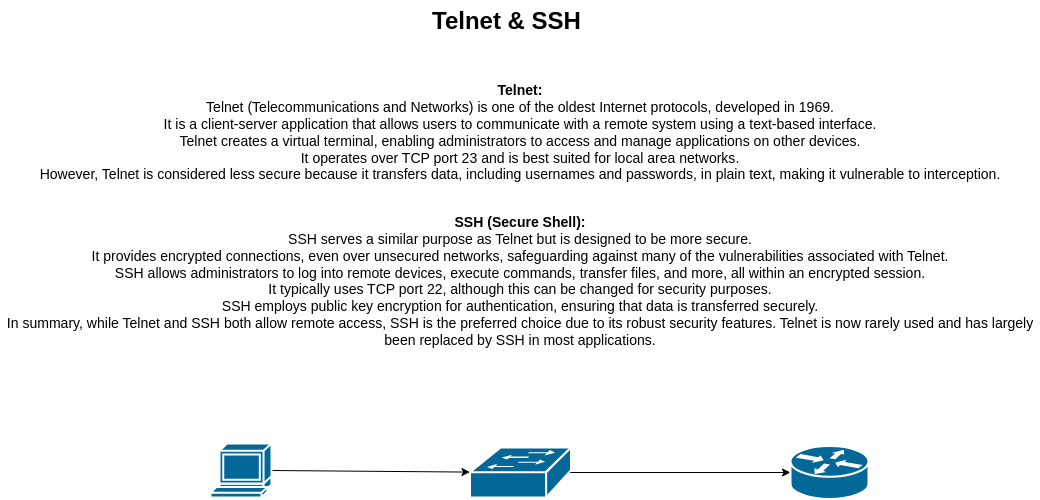 Telnet & SSH
Telnet:
Telnet (Telecommunications and Networks) is one of the oldest Internet protocols, developed in 1969.
It is a client-server application that allows users to communicate with a remote system using a text-based interface.
Telnet creates a virtual terminal, enabling administrators to access and manage applications on other devices.
It operates over TCP port 23 and is best suited for local area networks.
However, Telnet is considered less secure because it transfers data, including usernames and passwords, in plain text, making it vulnerable to interception.
SSH (Secure Shell):
SSH serves a similar purpose as Telnet but is designed to be more secure.
It provides encrypted connections, even over unsecured networks, safeguarding against many of the vulnerabilities associated with Telnet.
SSH allows administrators to log into remote devices, execute commands, transfer files, and more, all within an encrypted session.
It typically uses TCP port 22, although this can be changed for security purposes.
SSH employs public key encryption for authentication, ensuring that data is transferred securely.
In summary, while Telnet and SSH both allow remote access, SSH is the preferred choice due to its robust security features. Telnet is now rarely used and has largely
been replaced by SSH in most applications.